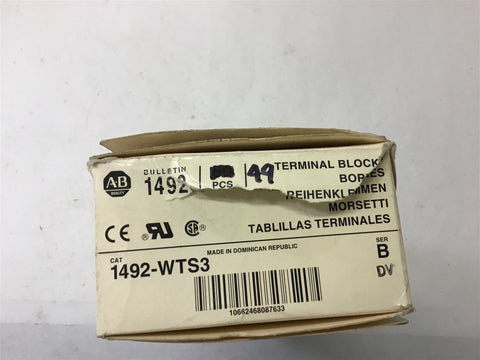 A-B
QUALITY
BULLETIN
1492
PCS
49
TERMINAL BLOCK
BORNES
REIHENKLEMMEN
MORSETTI
TABLILLAS TERMINALES
CE
MADE IN DOMINICAN REPUBLIC
CAT
1492-WTS3
SER
B
DV
10662468087633